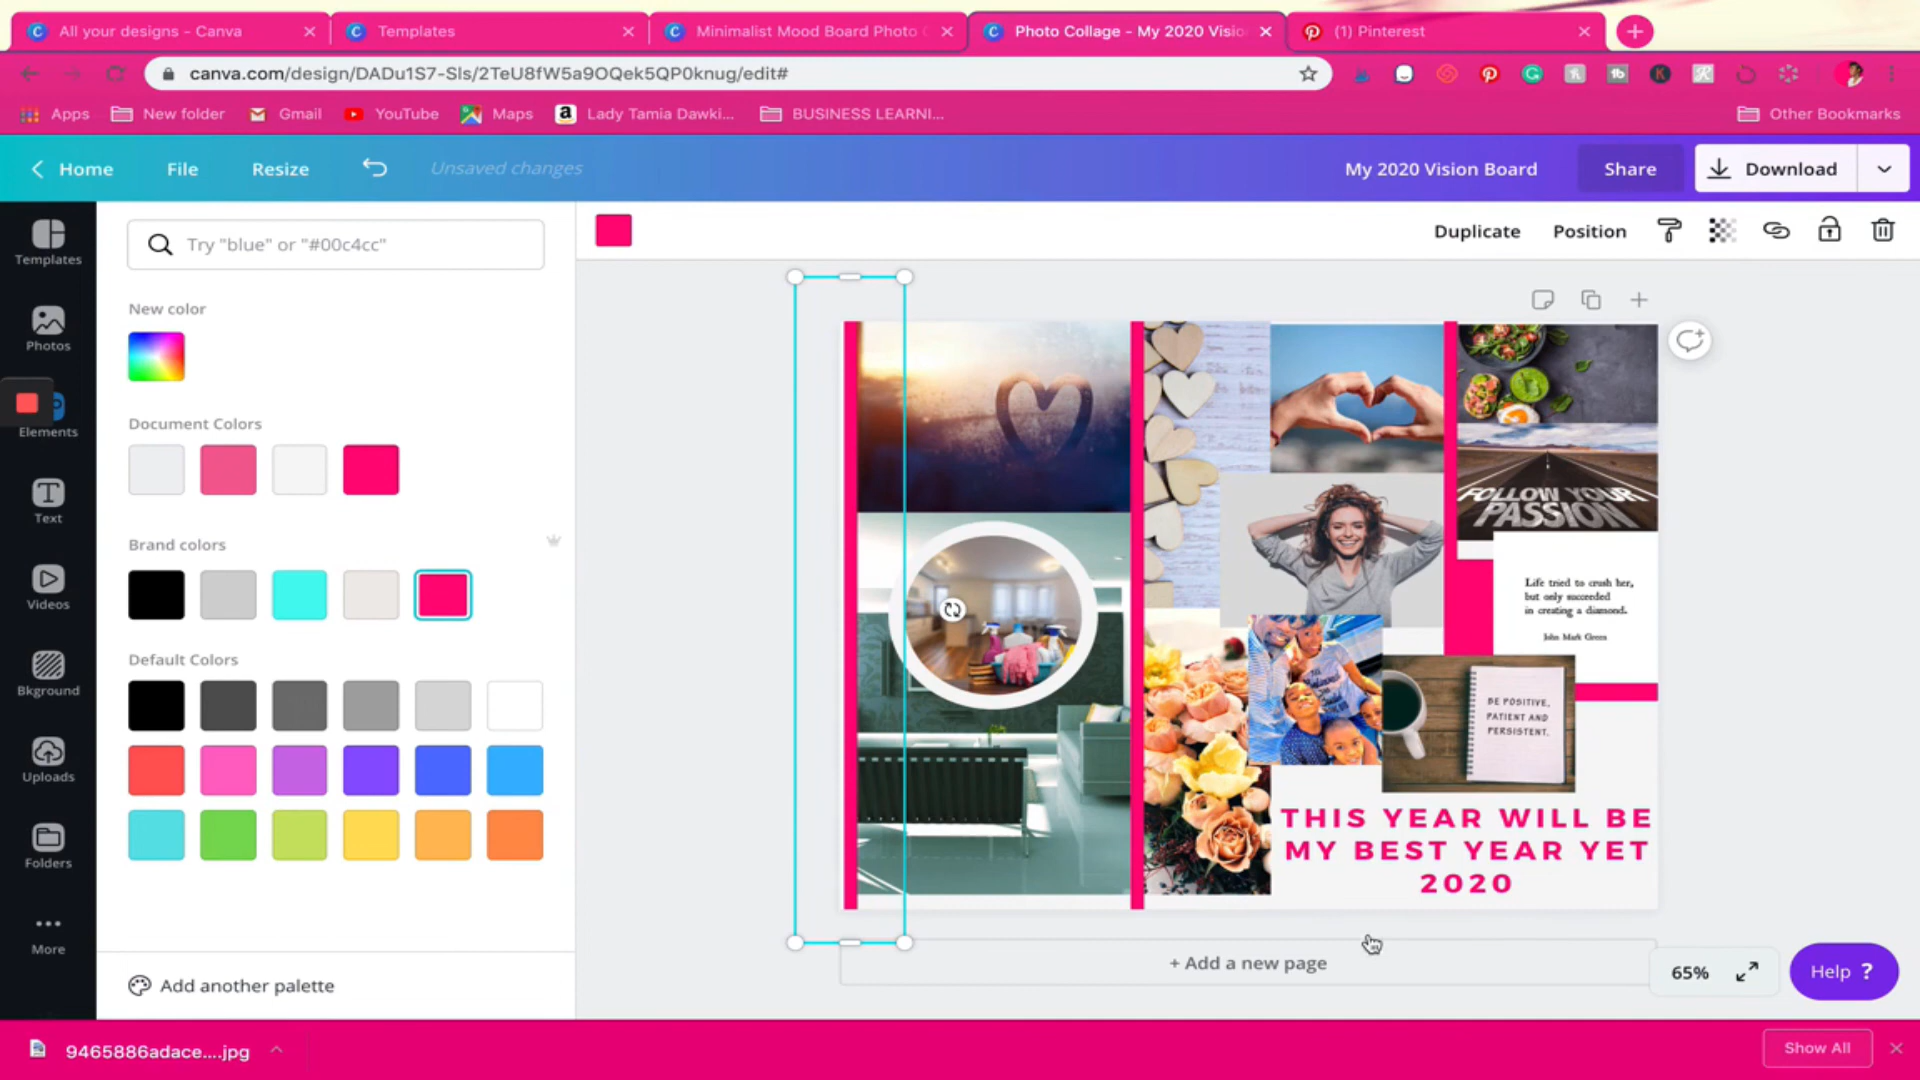 All your designs - Canva
Templates
Minimalist Mood Board Photo
Photo Collage - My 2020 Visio
(1) Pinterest
canva.com/design/DADu1S7-SIs/2TeU8fW5a9OQek5QP0knug/edit#
Apps
New folder
Gmail
YouTube
Maps
Lady Tamia Dawki...
BUSINESS LEARNI...
Other Bookmarks
Home
File
Resize
Unsaved changes
My 2020 Vision Board
Share
Download
Templates
Photos
Elements
Text
Videos
Bkground
Uploads
Folders
More
Try "blue" or "#00c4cc"
New color
Document Colors
Brand colors
Default Colors
Add another palette
Duplicate
Position
FOLLOW YOUR
PASSION
Life tried to crush her,
but only succeeded
in creating a diamond.
John Mark Green
BE POSITIVE,
PATIENT AND
PERSISTENT.
THIS YEAR WILL BE
MY BEST YEAR YET
2020
+ Add a new page
65%
Help ?
9465886adace....jpg
Show All